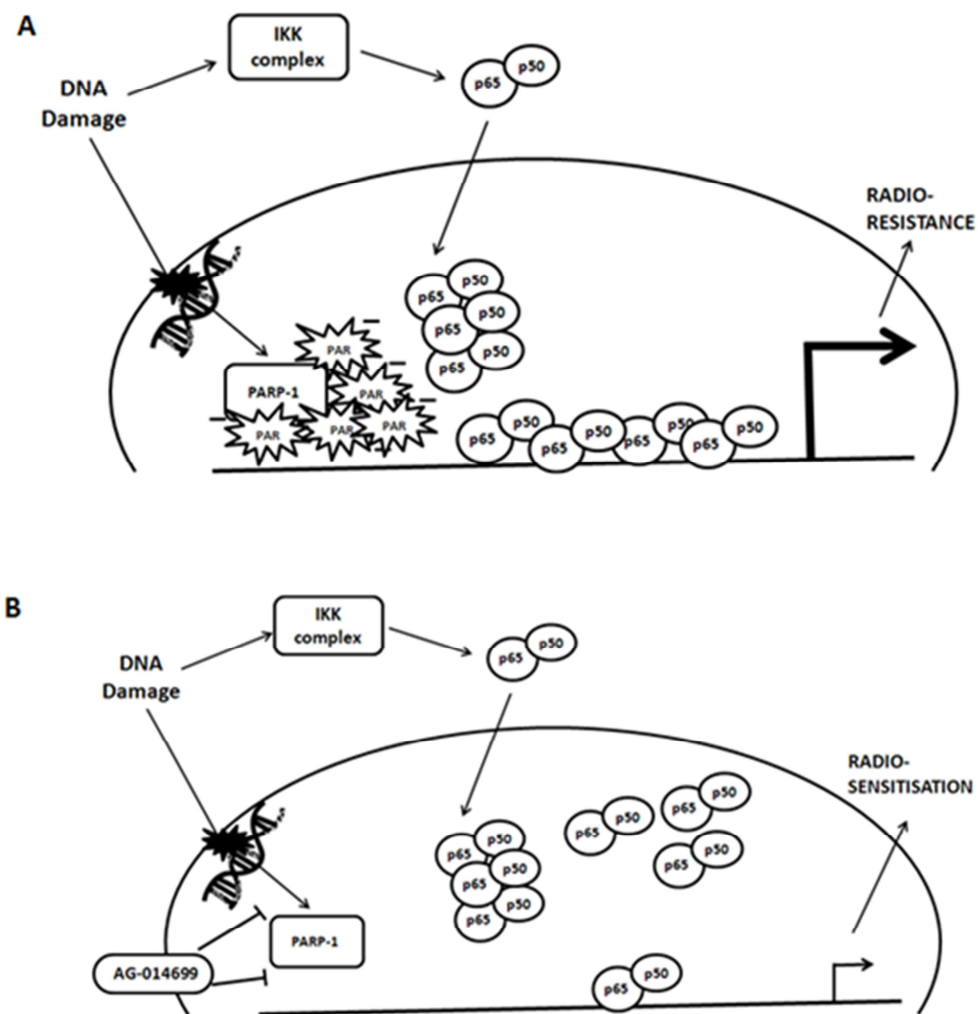 A
IKK
complex
DNA
Damage
p65
p50
RADIO-
RESISTANCE
p65
p50
p65
p50
p65
p50
PARP-1
PAR
PAR
PAR
PAR
PAR
p65
p50
p65
p50
p65
p50
p65
p50
B
IKK
complex
DNA
Damage
p65
p50
RADIO-
SENSITISATION
p65
p50
p65
p50
p65
p50
p65
p50
p65
p50
p65
p50
PARP-1
AG-014699
p65
p50